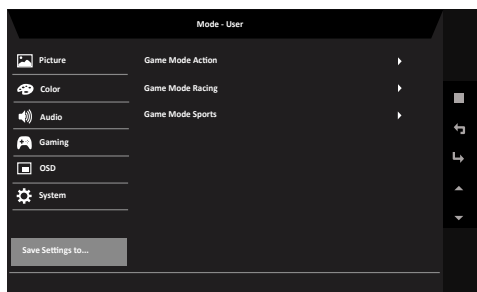 Mode - User
Picture
Game Mode Action
Color
Game Mode Racing
Audio
Game Mode Sports
Gaming
OSD
System
Save Settings to...